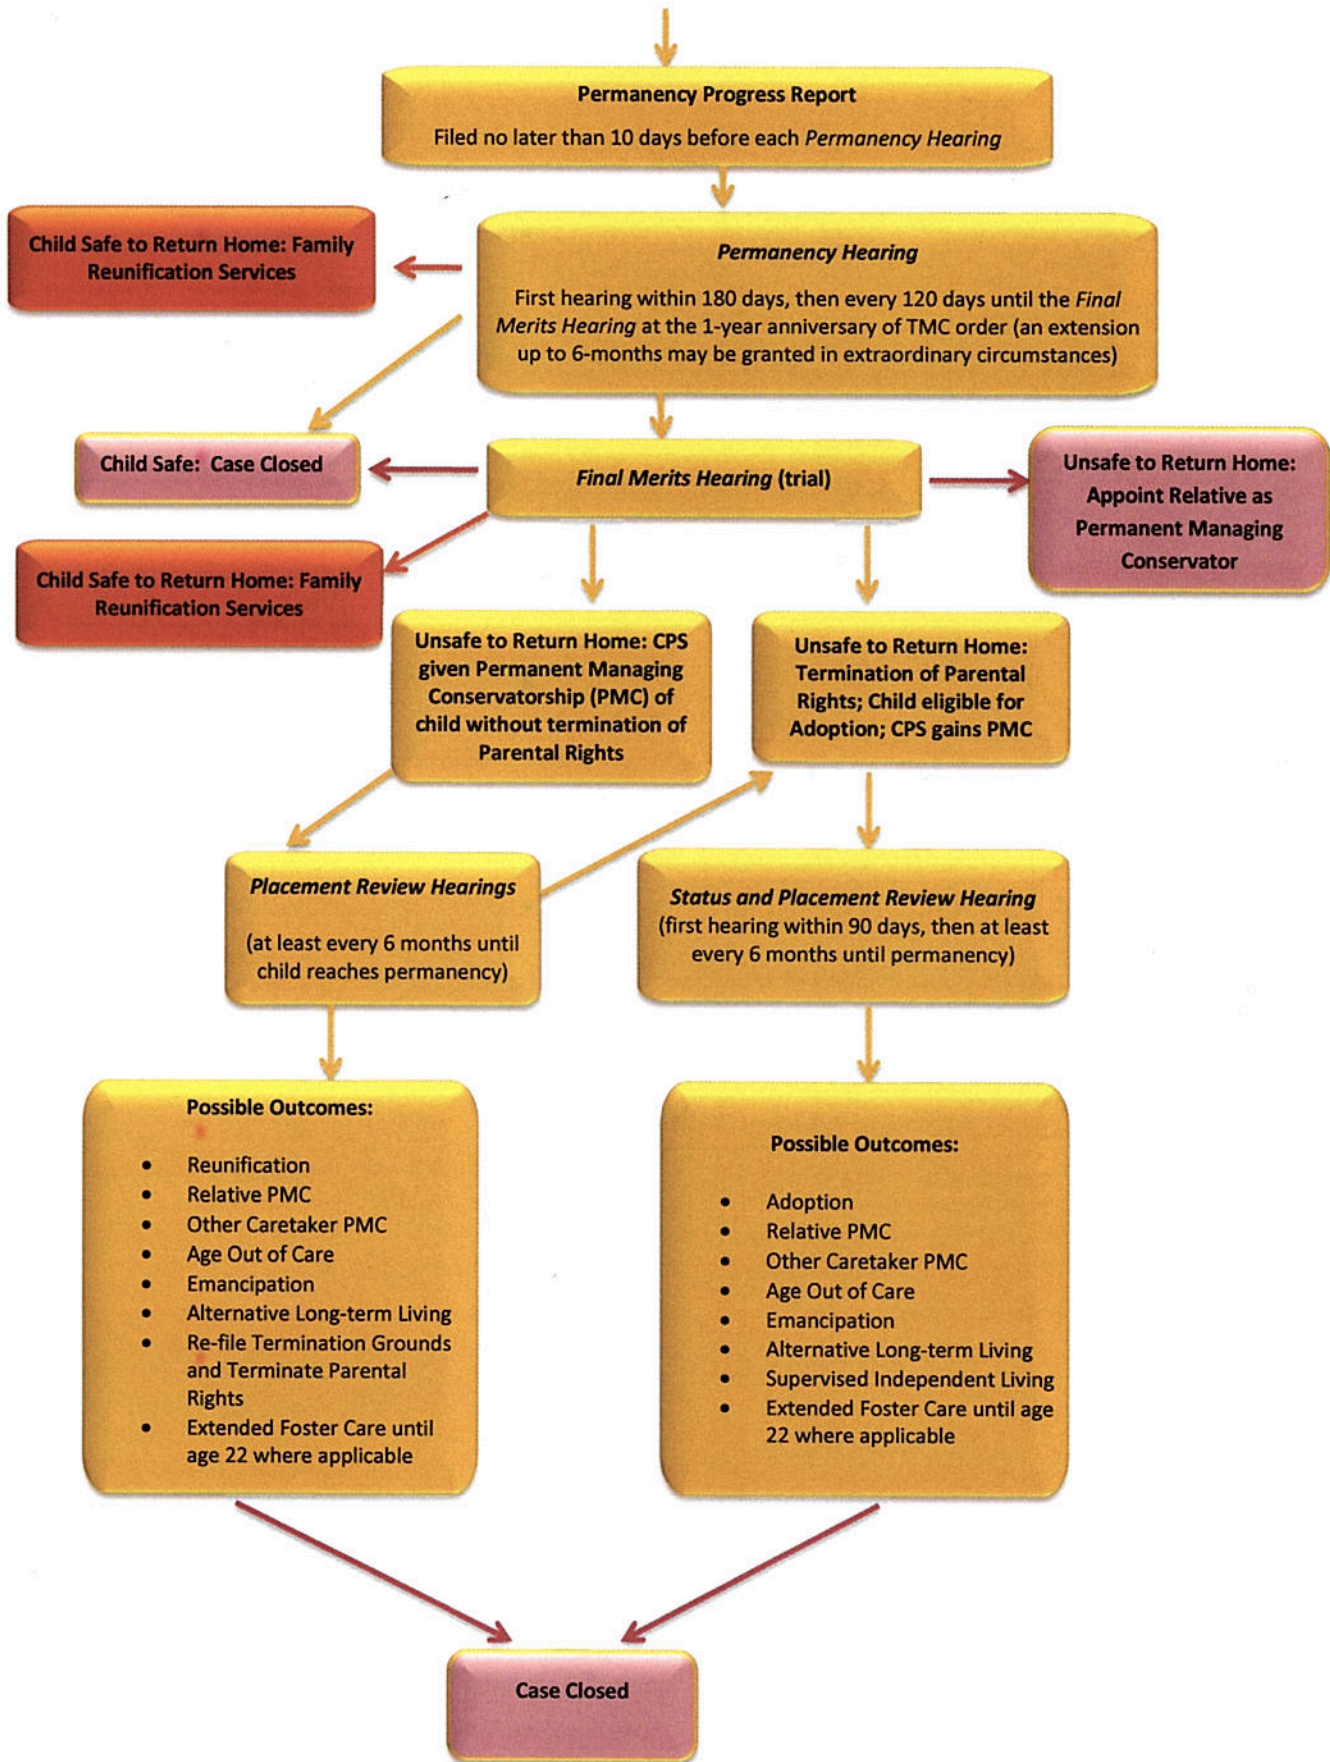 Permanency Progress Report
Filed no later than 10 days before each Permanency Hearing
Child Safe to Return Home: Family
Reunification Services
Permanency Hearing
First hearing within 180 days, then every 120 days until the Final
Merits Hearing at the 1-year anniversary of TMC order (an extension
up to 6-months may be granted in extraordinary circumstances)
Child Safe: Case Closed
Final Merits Hearing (trial)
Unsafe to Return Home:
Appoint Relative as
Permanent Managing
Conservator
Child Safe to Return Home: Family
Reunification Services
Unsafe to Return Home: CPS
given Permanent Managing
Conservatorship (PMC) of
child without termination of
Parental Rights
Unsafe to Return Home:
Termination of Parental
Rights; Child eligible for
Adoption; CPS gains PMC
Placement Review Hearings
(at least every 6 months until
child reaches permanency)
Status and Placement Review Hearing
(first hearing within 90 days, then at least
every 6 months until permanency)
Possible Outcomes:
• Reunification
• Relative PMC
• Other Caretaker PMC
• Age Out of Care
• Emancipation
• Alternative Long-term Living
• Re-file Termination Grounds
and Terminate Parental
Rights
• Extended Foster Care until
age 22 where applicable
Possible Outcomes:
• Adoption
• Relative PMC
• Other Caretaker PMC
• Age Out of Care
• Emancipation
• Alternative Long-term Living
• Supervised Independent Living
• Extended Foster Care until age
22 where applicable
Case Closed